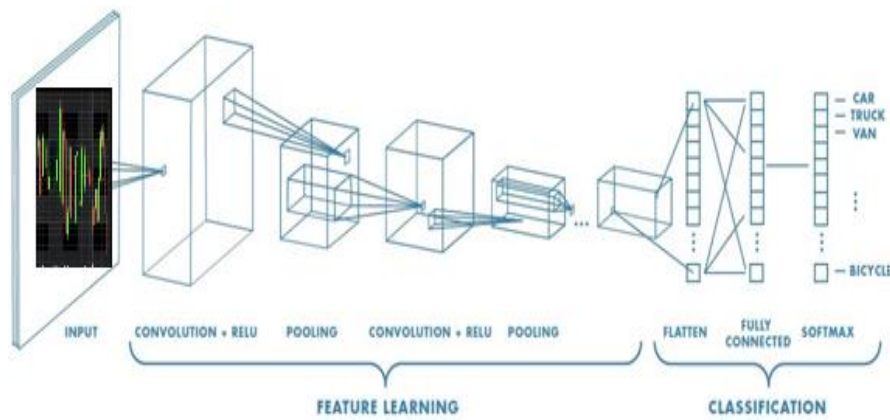 CAR
TRUCK
VAN
BICYCLE
INPUT
CONVOLUTION + RELU
POOLING
CONVOLUTION + RELU
POOLING
FLATTEN
FULLY
CONNECTED
SOFTMAX
FEATURE LEARNING
CLASSIFICATION